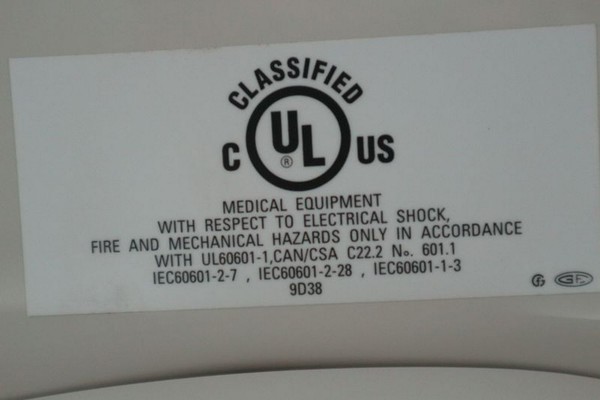 CLASSIFIED
C UL US
®
MEDICAL EQUIPMENT
WITH RESPECT TO ELECTRICAL SHOCK,
FIRE AND MECHANICAL HAZARDS ONLY IN ACCORDANCE
WITH UL60601-1,CAN/CSA C22.2 No. 601.1
IEC60601-2-7 , IEC60601-2-28 , IEC60601-1-3
9D38